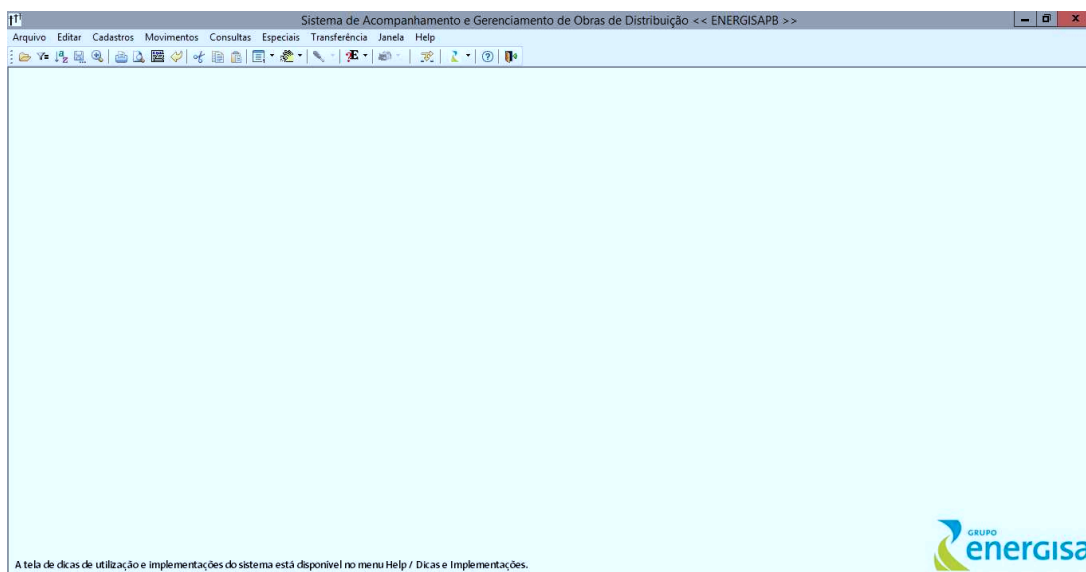 Sistema de Acompanhamento e Gerenciamento de Obras de Distribuição << ENERGISAPB >>
Arquivo Editar Cadastros Movimentos Consultas Especiais Transferência Janela Help
GRUPO
energisa
A tela de dicas de utilização e implementações do sistema está disponível no menu Help / Dicas e Implementações.